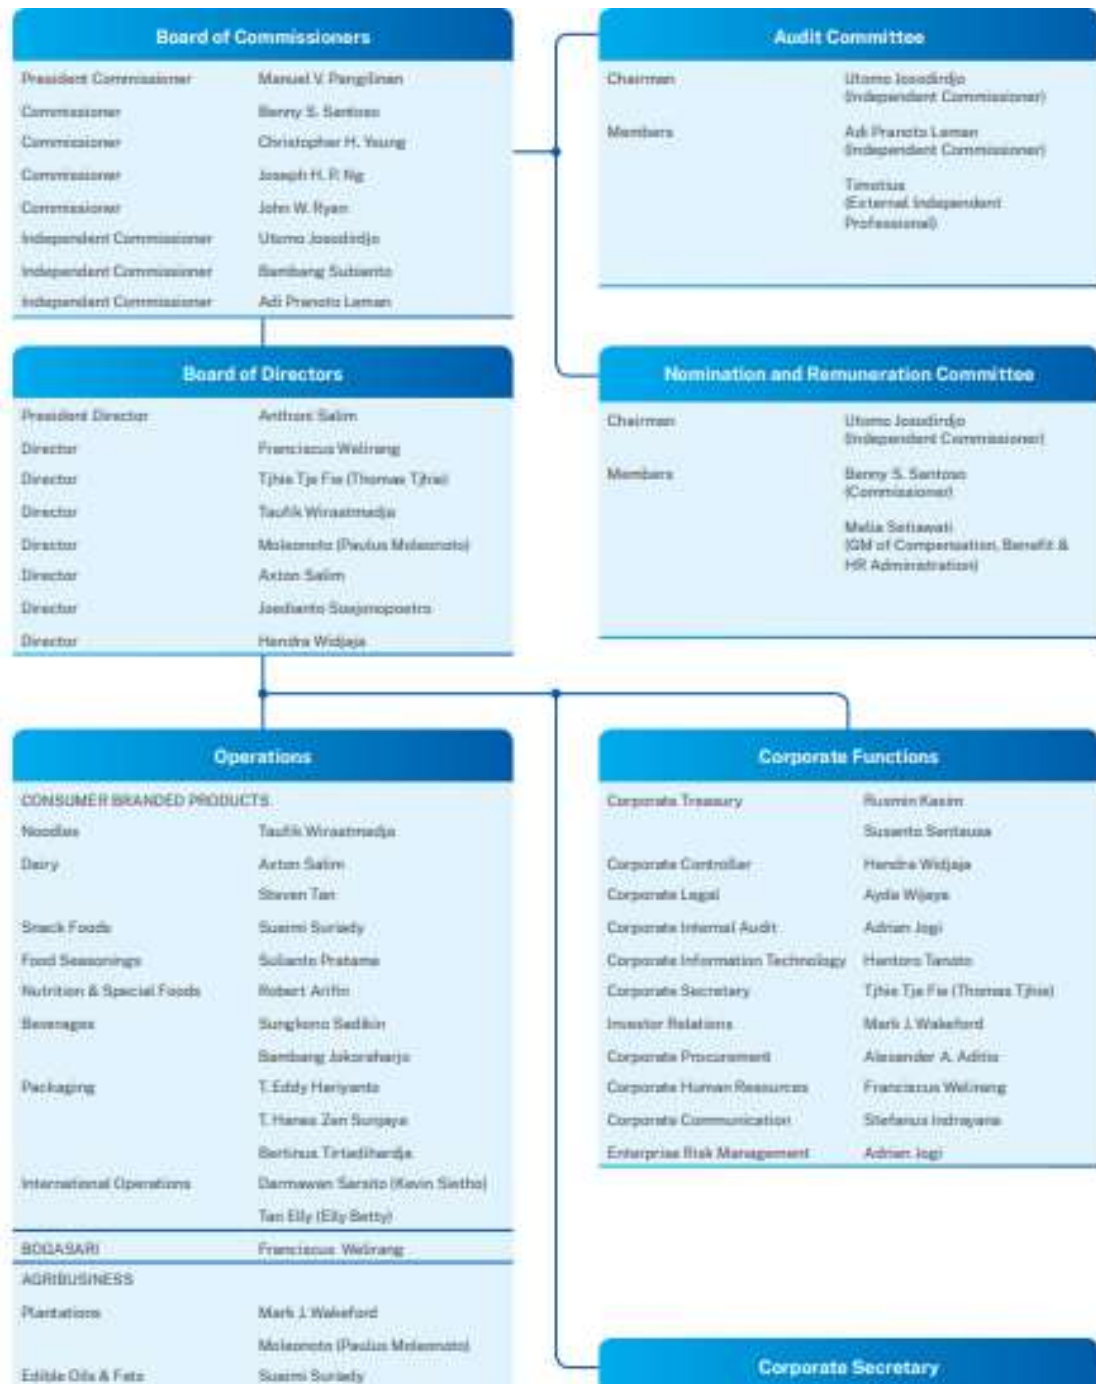 Board of Commissioners
President Commissioner Manuel V. Pangilinan
Commissioner Benny S. Santoso
Commissioner Christopher H. Young
Commissioner Joseph H. P. Ng
Commissioner John W. Ryan
Independent Commissioner Utomo Josodirdjo
Independent Commissioner Bambang Subianto
Independent Commissioner Adi Pranoto Leman
Audit Committee
Chairman Utomo Josodirdjo
(Independent Commissioner)
Members Adi Pranoto Leman
(Independent Commissioner)
Timotius
(External Independent
Professional)
Board of Directors
President Director Anthoni Salim
Director Franciscus Welirang
Director Tjhie Tje Fie (Thomas Tjhie)
Director Taufik Wiraatmadja
Director Moleonoto (Paulus Moleonoto)
Director Axton Salim
Director Joedianto Soejonopoetro
Director Hendra Widjaja
Nomination and Remuneration Committee
Chairman Utomo Josodirdjo
(Independent Commissioner)
Members Benny S. Santoso
(Commissioner)
Melia Setiawati
(GM of Compensation, Benefit &
HR Administration)
Operations
CONSUMER BRANDED PRODUCTS
Noodles Taufik Wiraatmadja
Dairy Axton Salim
Steven Tan
Snack Foods Suaimi Suriady
Food Seasonings Sulianto Pratama
Nutrition & Special Foods Robert Arifin
Beverages Sungkono Sadikin
Bambang Jokoraharjo
Packaging T. Eddy Hariyanto
T. Hanas Zen Sunjaya
Bertinus Tirtadihardja
International Operations Darmawan Sarsito (Kevin Sietho)
Tan Elly (Elly Betty)
BOGASARI Franciscus Welirang
AGRIBUSINESS
Plantations Mark J. Wakeford
Moleonoto (Paulus Moleonoto)
Edible Oils & Fats Suaimi Suriady
Corporate Functions
Corporate Treasury Rusmin Kasim
Susanto Sentausa
Corporate Controller Hendra Widjaja
Corporate Legal Ayda Wijaya
Corporate Internal Audit Adrian Jogi
Corporate Information Technology Hantoro Tanoto
Corporate Secretary Tjhie Tje Fie (Thomas Tjhie)
Investor Relations Mark J. Wakeford
Corporate Procurement Alexander A. Aditio
Corporate Human Resources Franciscus Welirang
Corporate Communication Stefanus Indrayana
Enterprise Risk Management Adrian Jogi
Corporate Secretary